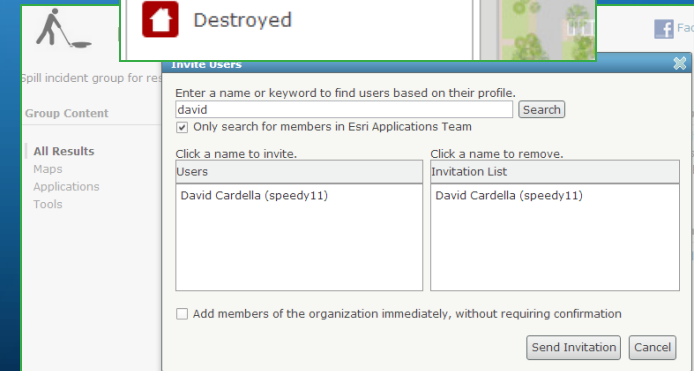 Destroyed
Fac
Spill incident group for res
Invite Users
Enter a name or keyword to find users based on their profile.
david
Search
Only search for members in Esri Applications Team
Group Content
All Results
Maps
Applications
Tools
Click a name to invite.
Users
David Cardella (speedy11)
Click a name to remove.
Invitation List
David Cardella (speedy11)
Add members of the organization immediately, without requiring confirmation
Send Invitation
Cancel